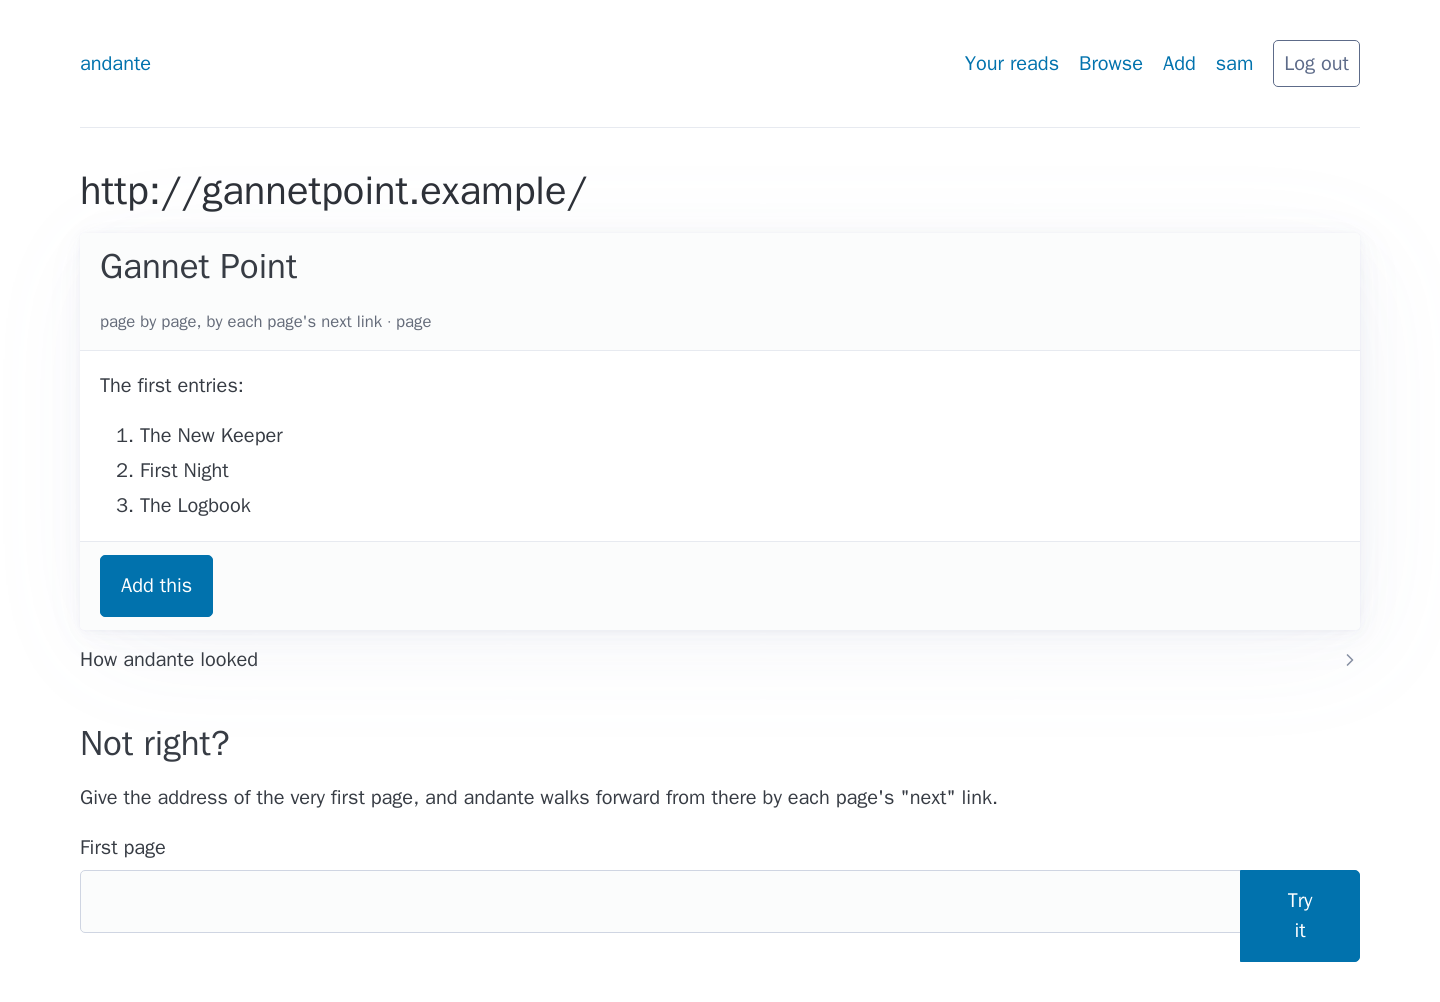 andante
Your reads Browse Add sam Log out
http://gannetpoint.example/
Gannet Point
page by page, by each page's next link · page
The first entries:
1. The New Keeper
2. First Night
3. The Logbook
Add this
How andante looked
Not right?
Give the address of the very first page, and andante walks forward from there by each page's "next" link.
First page
Try
it